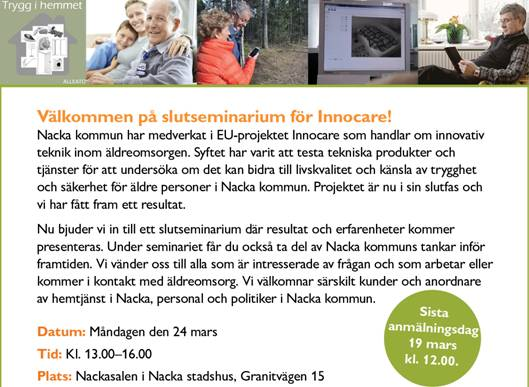 Trygg i hemmet
ALLEATO
Välkommen på slutseminarium för Innocare!
Nacka kommun har medverkat i EU-projektet Innocare som handlar om innovativ
teknik inom äldreomsorgen. Syftet har varit att testa tekniska produkter och
tjänster för att undersöka om det kan bidra till livskvalitet och känsla av trygghet
och säkerhet för äldre personer i Nacka kommun. Projektet är nu i sin slutfas och
vi har fått fram ett resultat.
Nu bjuder vi in till ett slutseminarium där resultat och erfarenheter kommer
presenteras. Under seminariet får du också ta del av Nacka kommuns tankar inför
framtiden. Vi vänder oss till alla som är intresserade av frågan och som arbetar eller
kommer i kontakt med äldreomsorg. Vi välkomnar särskilt kunder och anordnare
av hemtjänst i Nacka, personal och politiker i Nacka kommun.
Datum: Måndagen den 24 mars
Tid: Kl. 13.00–16.00
Plats: Nackasalen i Nacka stadshus, Granitvägen 15
Sista
anmälningsdag
19 mars
kl. 12.00.